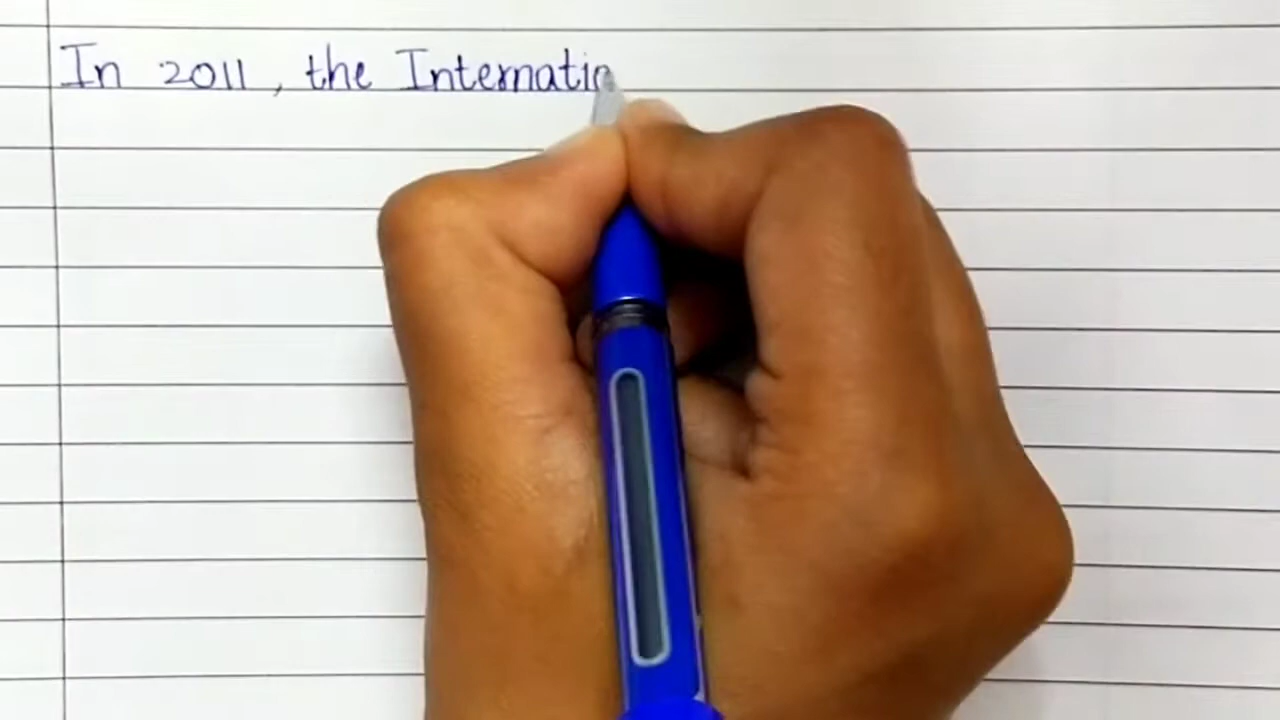 In 2011, the Internatio